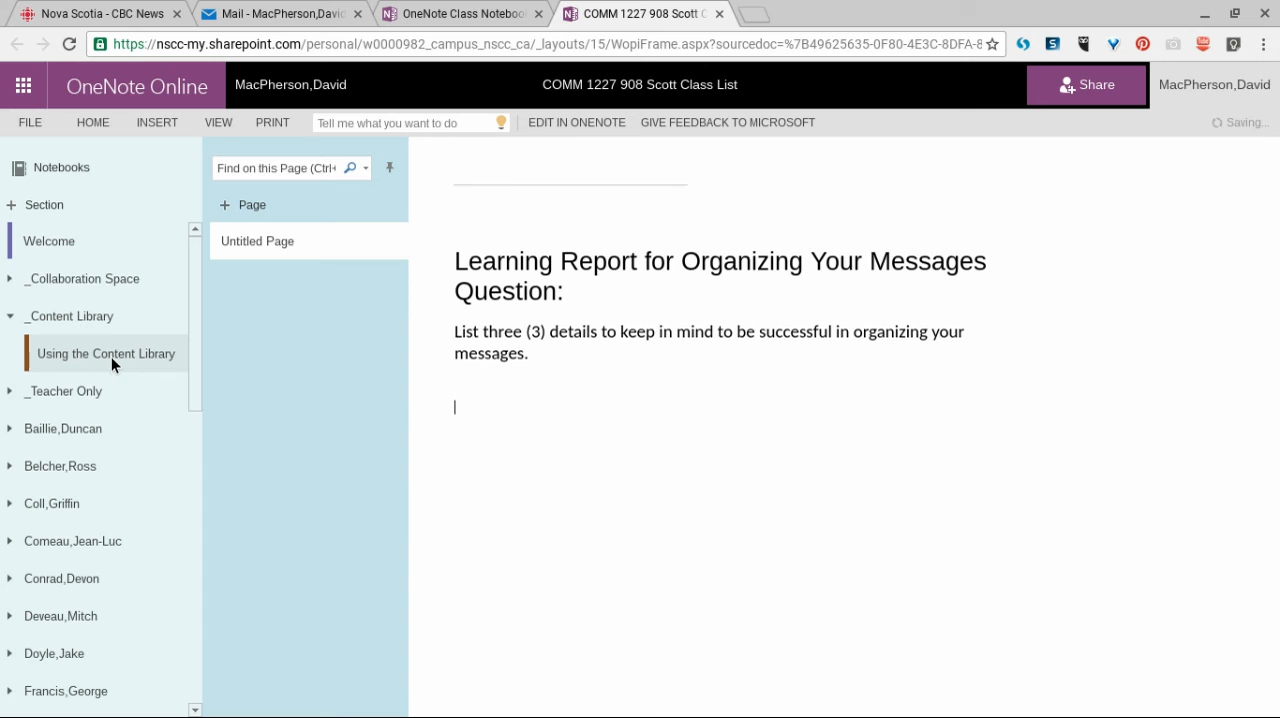 Nova Scotia - CBC News
Mail - MacPherson,Davi
OneNote Class Noteboo
COMM 1227 908 Scott C
https://nscc-my.sharepoint.com/personal/w0000982_campus_nscc_ca/_layouts/15/WopiFrame.aspx?sourcedoc=%7B49625635-0F80-4E3C-8DFA-8
OneNote Online
MacPherson,David
COMM 1227 908 Scott Class List
Share
MacPherson,David
FILE
HOME
INSERT
VIEW
PRINT
Tell me what you want to do
EDIT IN ONENOTE
GIVE FEEDBACK TO MICROSOFT
Saving...
Notebooks
Section
Welcome
_Collaboration Space
_Content Library
Using the Content Library
_Teacher Only
Baillie,Duncan
Belcher,Ross
Coll,Griffin
Comeau,Jean-Luc
Conrad,Devon
Deveau,Mitch
Doyle,Jake
Francis,George
Find on this Page (Ctrl+
Page
Untitled Page
Learning Report for Organizing Your Messages
Question:
List three (3) details to keep in mind to be successful in organizing your
messages.